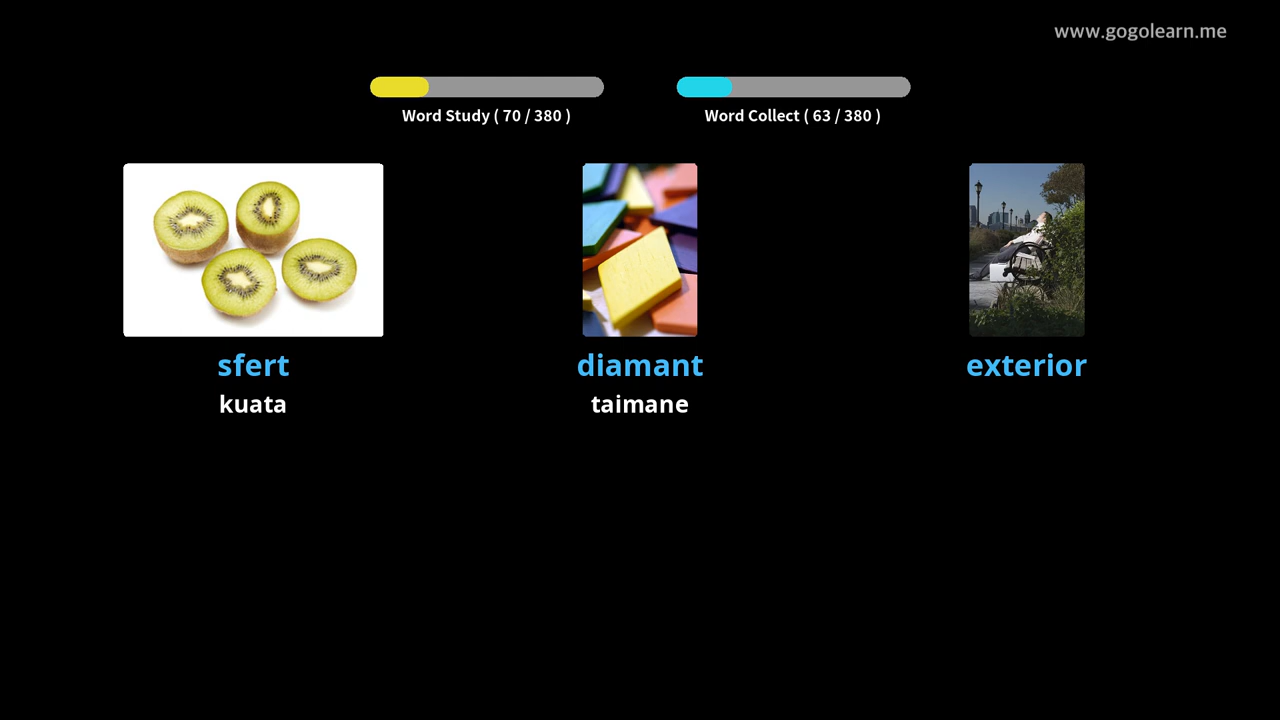 www.gogolearn.me
Word Study ( 70 / 380 )
Word Collect ( 63 / 380 )
sfert
diamant
exterior
kuata
taimane